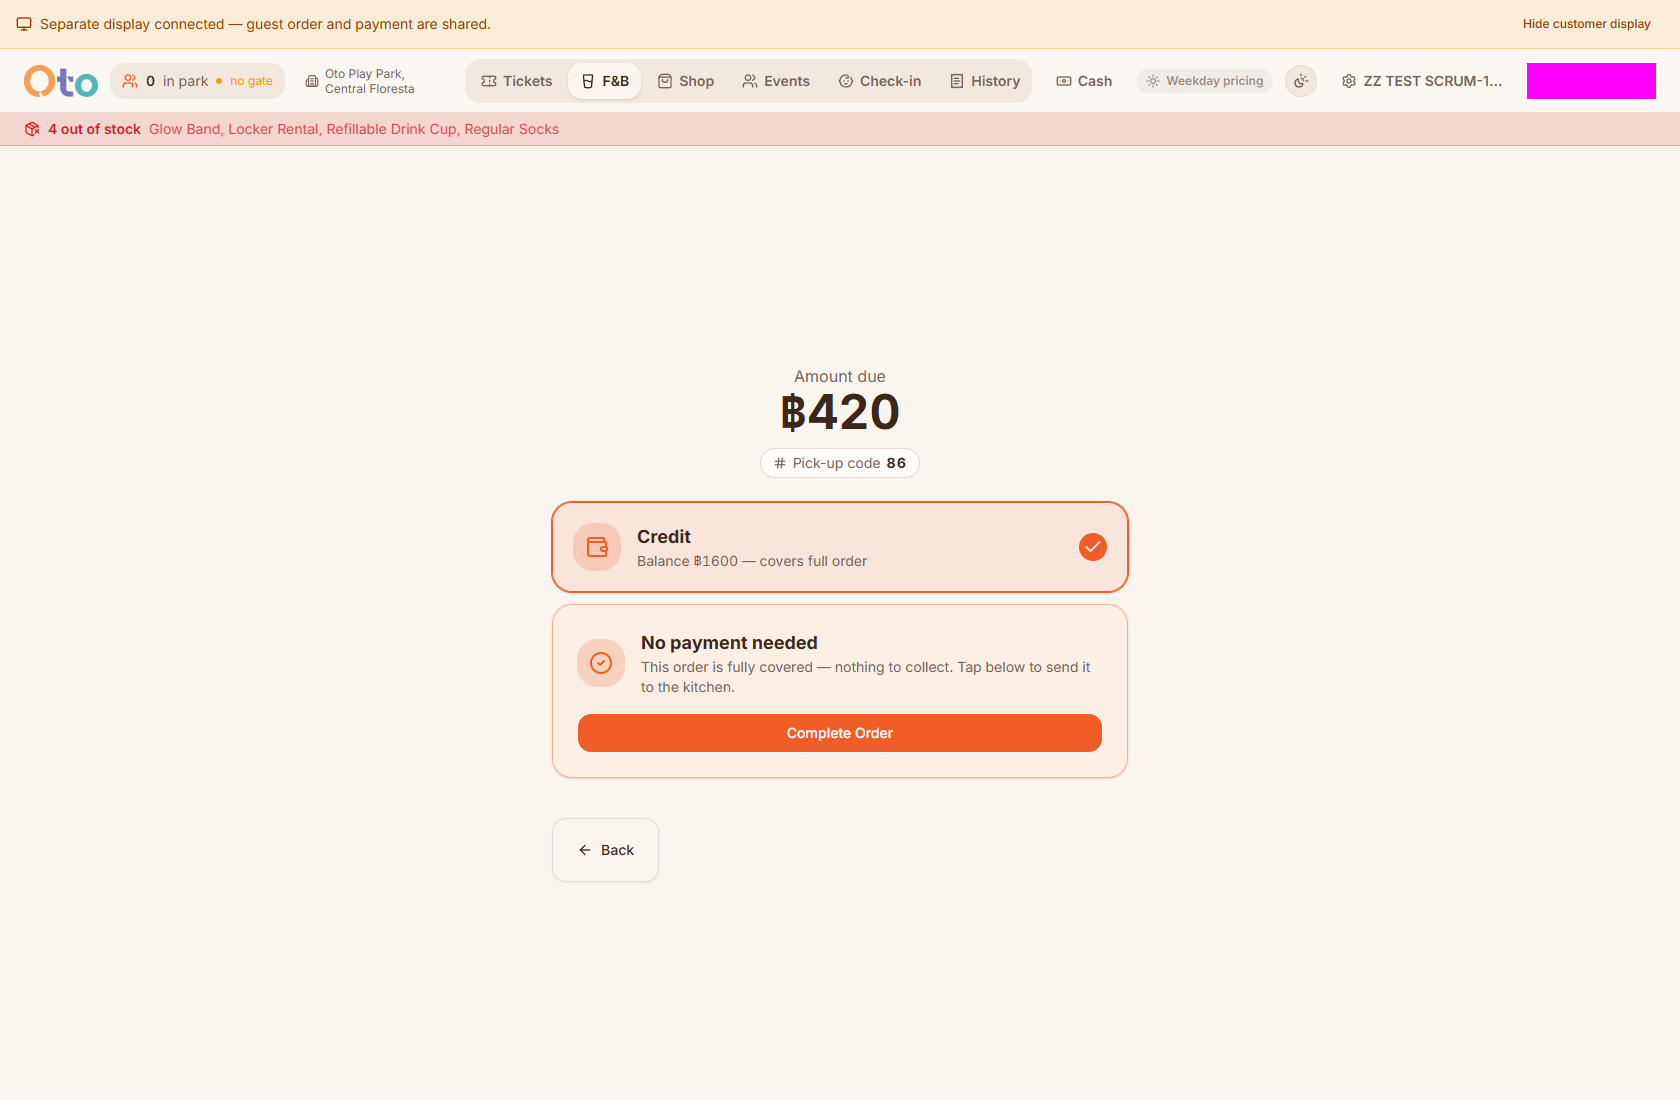 Separate display connected — guest order and payment are shared.
Hide customer display
Oto
0 in park • no gate
Oto Play Park,
Central Floresta
Tickets
F&B
Shop
Events
Check-in
History
Cash
Weekday pricing
ZZ TEST SCRUM-1...
4 out of stock Glow Band, Locker Rental, Refillable Drink Cup, Regular Socks
Amount due
฿420
# Pick-up code 86
Credit
Balance ฿1600 — covers full order
No payment needed
This order is fully covered — nothing to collect. Tap below to send it
to the kitchen.
Complete Order
← Back